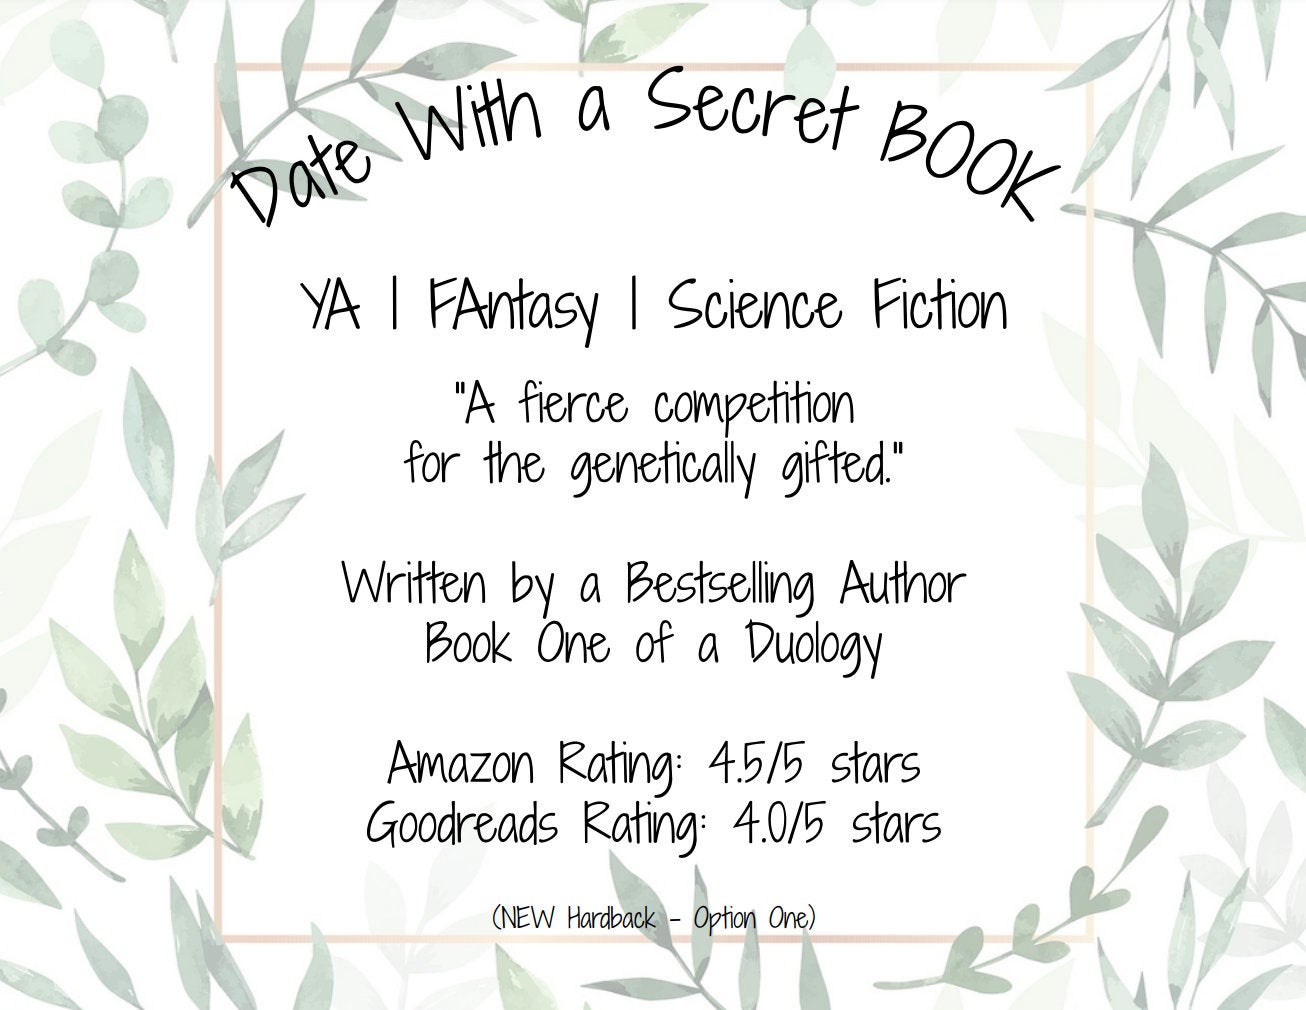 Date With a Secret BOOK
YA | FAntasy | Science Fiction
"A fierce competition
for the genetically gifted."
Written by a Bestselling Author
Book One of a Duology
Amazon Rating: 4.5/5 stars
Goodreads Rating: 4.0/5 stars
(NEW Hardback - Option One)